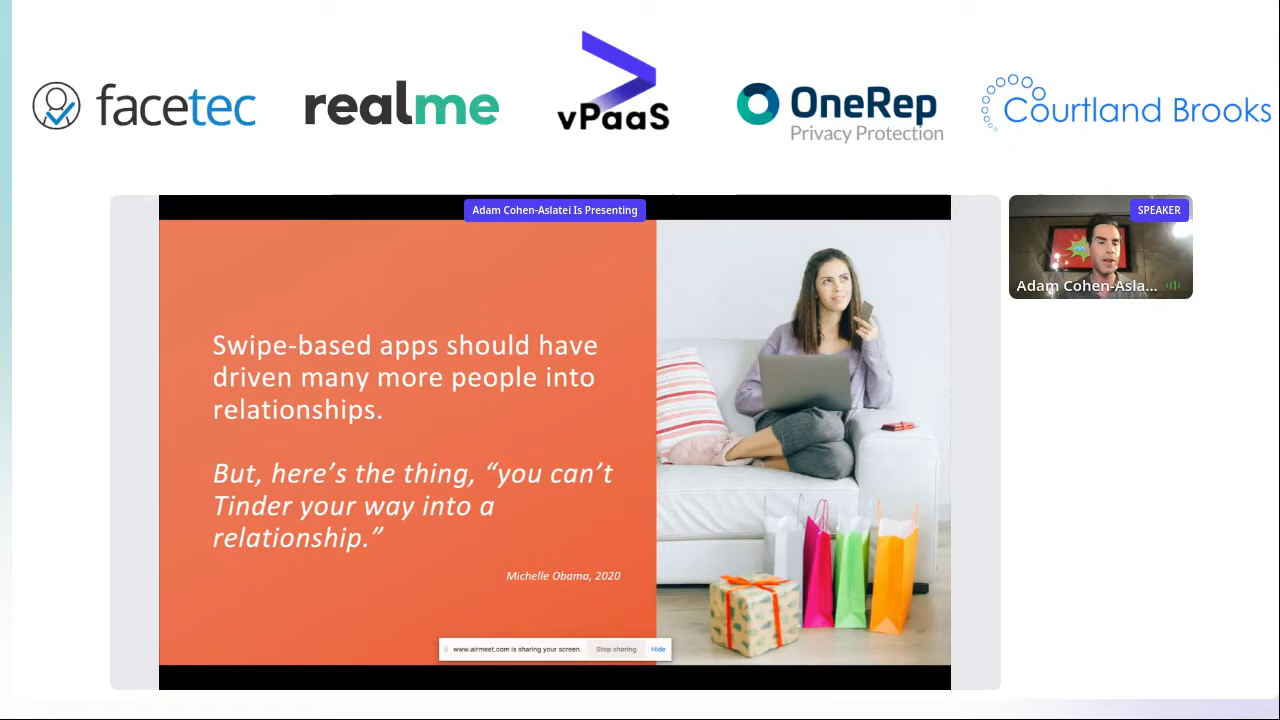 facetec
realme
vPaaS
OneRep
Privacy Protection
Courtland Brooks
Adam Cohen-Aslatei Is Presenting
SPEAKER
Adam Cohen-Asla...
Swipe-based apps should have
driven many more people into
relationships.
But, here's the thing, “you can't
Tinder your way into a
relationship.”
Michelle Obama, 2020
www.airmeet.com is sharing your screen.
Stop sharing
Hide